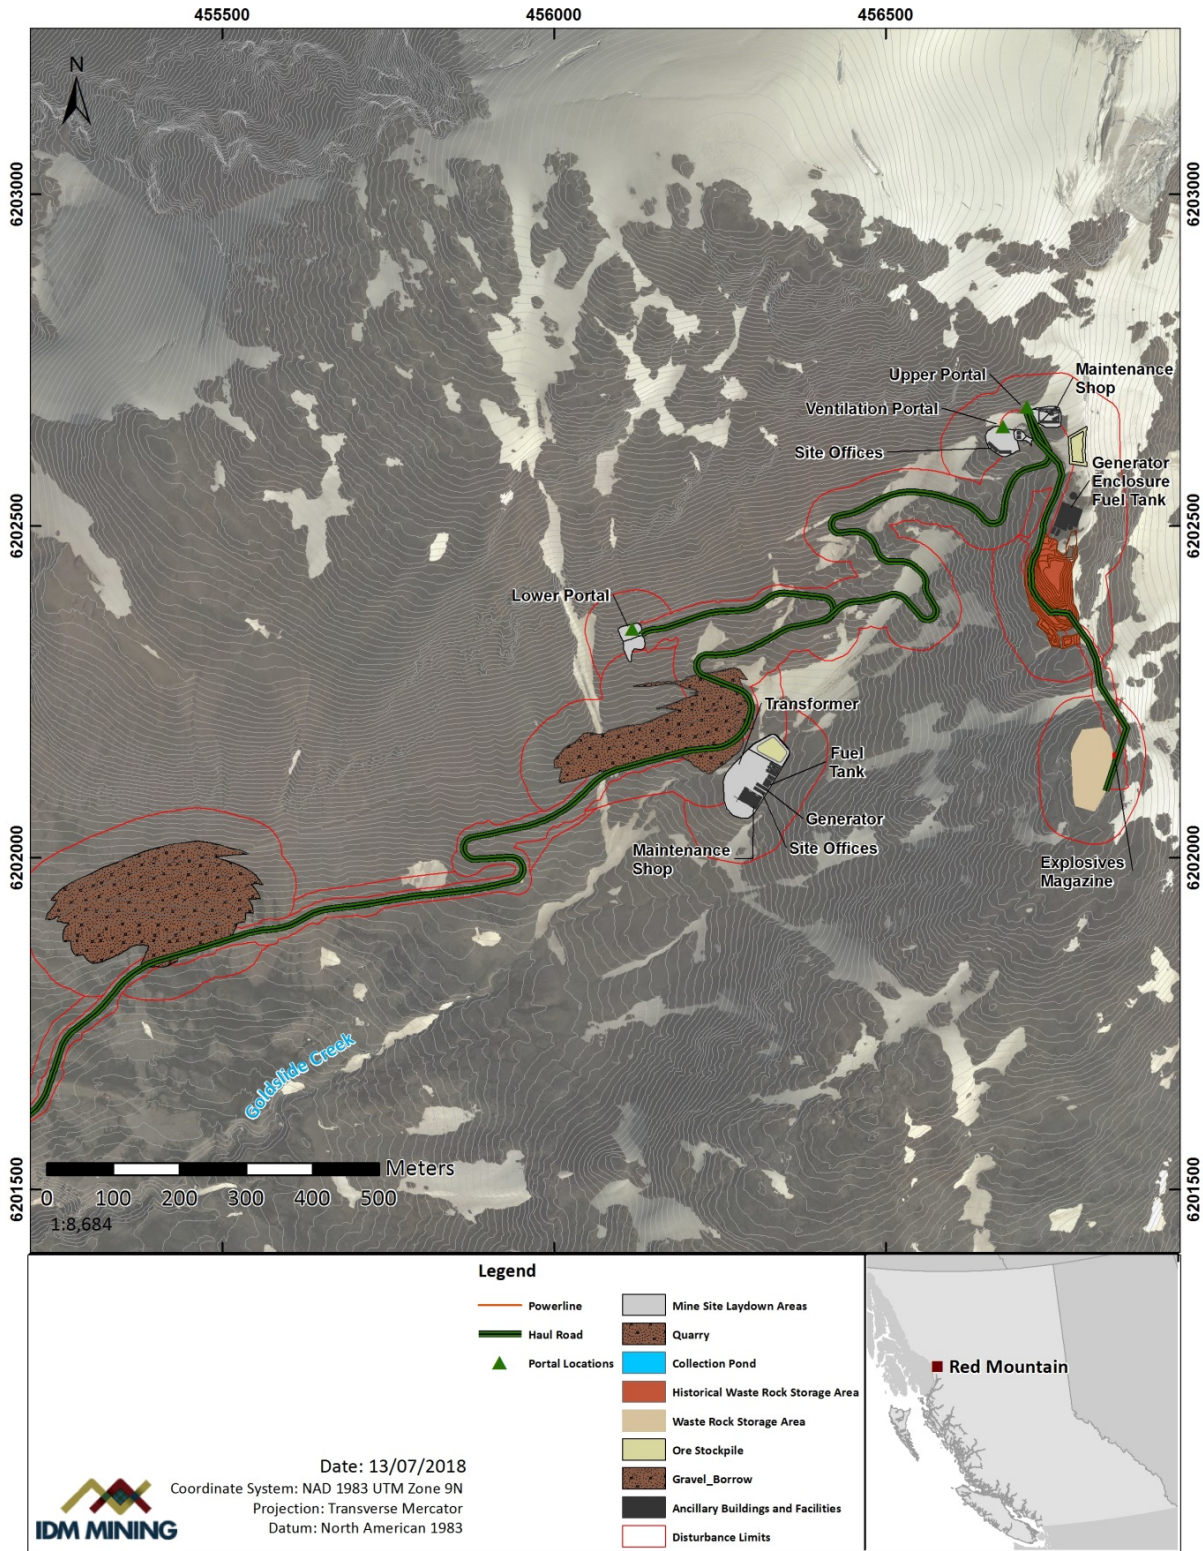 455500
456000
456500
N
6203000
6203000
Upper Portal
Maintenance
Shop
Ventilation Portal
Site Offices
Generator
Enclosure
Fuel Tank
6202500
6202500
Lower Portal
Transformer
Fuel
Tank
Generator
Site Offices
Maintenance
Shop
Explosives
Magazine
6202000
6202000
Goldslide Creek
Meters
0 100 200 300 400 500
1:8,684
6201500
6201500
Legend
Powerline
Haul Road
Portal Locations
Mine Site Laydown Areas
Quarry
Collection Pond
Historical Waste Rock Storage Area
Waste Rock Storage Area
Ore Stockpile
Gravel_Borrow
Ancillary Buildings and Facilities
Disturbance Limits
Red Mountain
Date: 13/07/2018
Coordinate System: NAD 1983 UTM Zone 9N
Projection: Transverse Mercator
Datum: North American 1983
IDM MINING